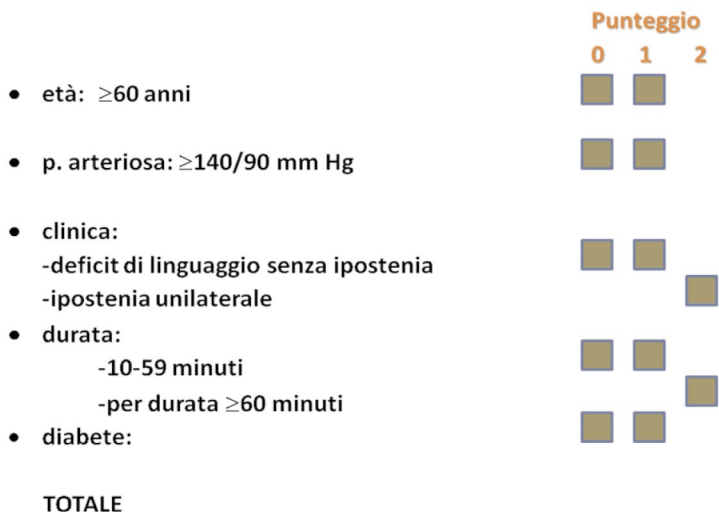 Punteggio
0 1 2
• età: ≥60 anni
• p. arteriosa: ≥140/90 mm Hg
• clinica:
-deficit di linguaggio senza ipostenia
-ipostenia unilaterale
• durata:
-10-59 minuti
-per durata ≥60 minuti
• diabete:
TOTALE